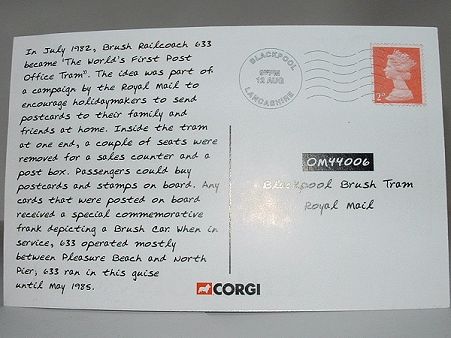 In July 1982, Brush Railcoach 633
became 'The World's First Post
Office Tram". The idea was part of
a campaign by the Royal Mail to
encourage holidaymakers to send
postcards to their family and
friends at home. Inside the tram
at one end, a couple of seats were
removed for a sales counter and a
post box. Passengers could buy
postcards and stamps on board. Any
cards that were posted on board
received a special commemorative
frank depicting a Brush Car. When in
service, 633 operated mostly
between Pleasure Beach and North
Pier; 633 ran in this guise
until May 1985.
BLACKPOOL
12 AUG
LANCASHIRE
OM44006
Blackpool Brush Tram
Royal Mail
CORGI